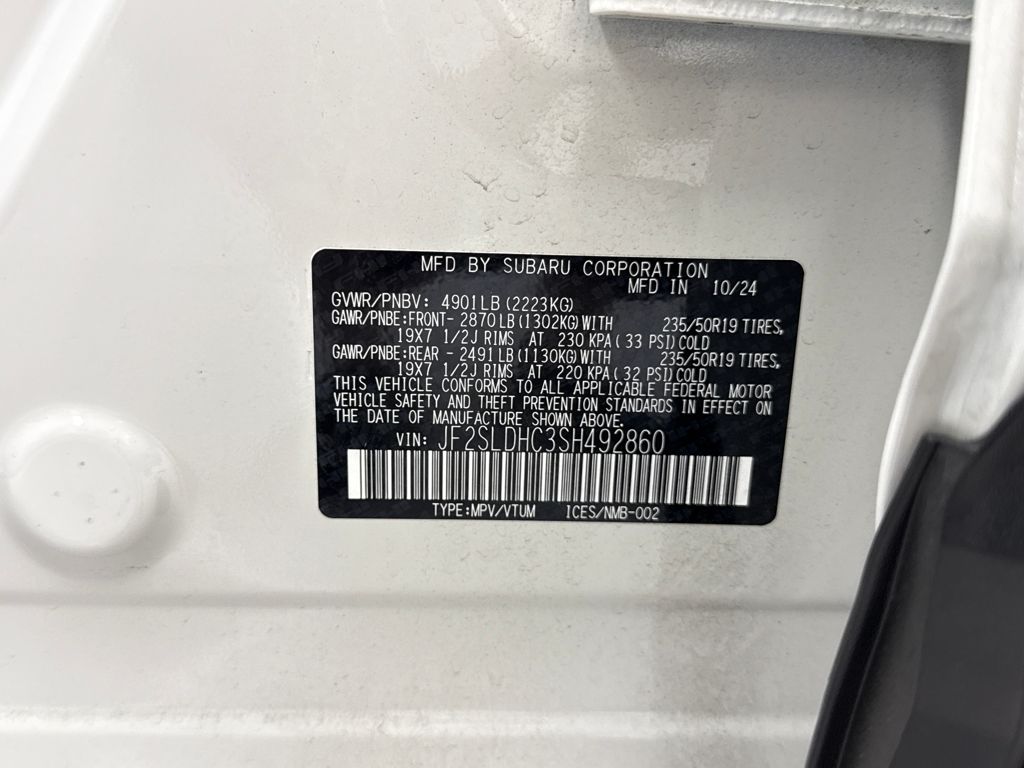 MFD BY SUBARU CORPORATION
MFD IN 10/24
GVWR/PNBV: 4901LB(2223KG)
GAWR/PNBE:FRONT- 2870LB(1302KG)WITH 235/50R19 TIRES,
19X7 1/2J RIMS AT 230 KPA( 33 PSI)COLD
GAWR/PNBE:REAR - 2491LB(1130KG)WITH 235/50R19 TIRES,
19X7 1/2J RIMS AT 220 KPA( 32 PSI)COLD
THIS VEHICLE CONFORMS TO ALL APPLICABLE FEDERAL MOTOR
VEHICLE SAFETY AND THEFT PREVENTION STANDARDS IN EFFECT ON
THE DATE OF MANUFACTURE SHOWN ABOVE.
VIN: JF2SLDHC3SH492860
TYPE:MPV/VTUM ICES/NMB-002